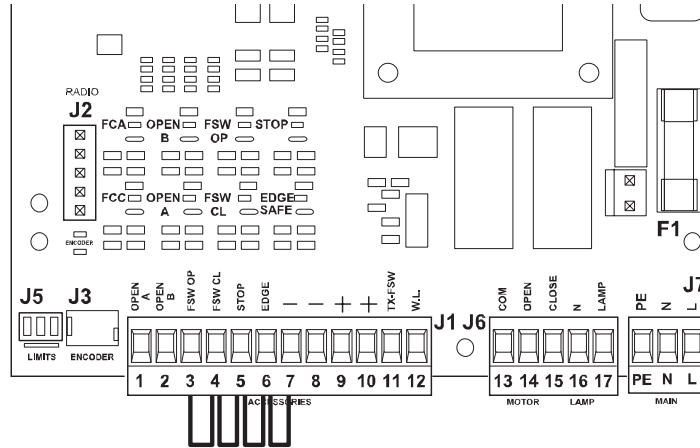 RADIO
J2
FCA OPEN B FSW OP STOP
FCC OPEN A FSW CL EDGE SAFE
ENCODER
F1
J5 J3 OPEN A OPEN B FSW OP FSW CL STOP EDGE — — + + TX-FSW W.L. J1 J6 COM OPEN CLOSE N LAMP PE N L J7
1 2 3 4 5 6 7 8 9 10 11 12 13 14 15 16 17 PE N L
LIMITS ENCODER ACCESSORIES MOTOR LAMP MAIN